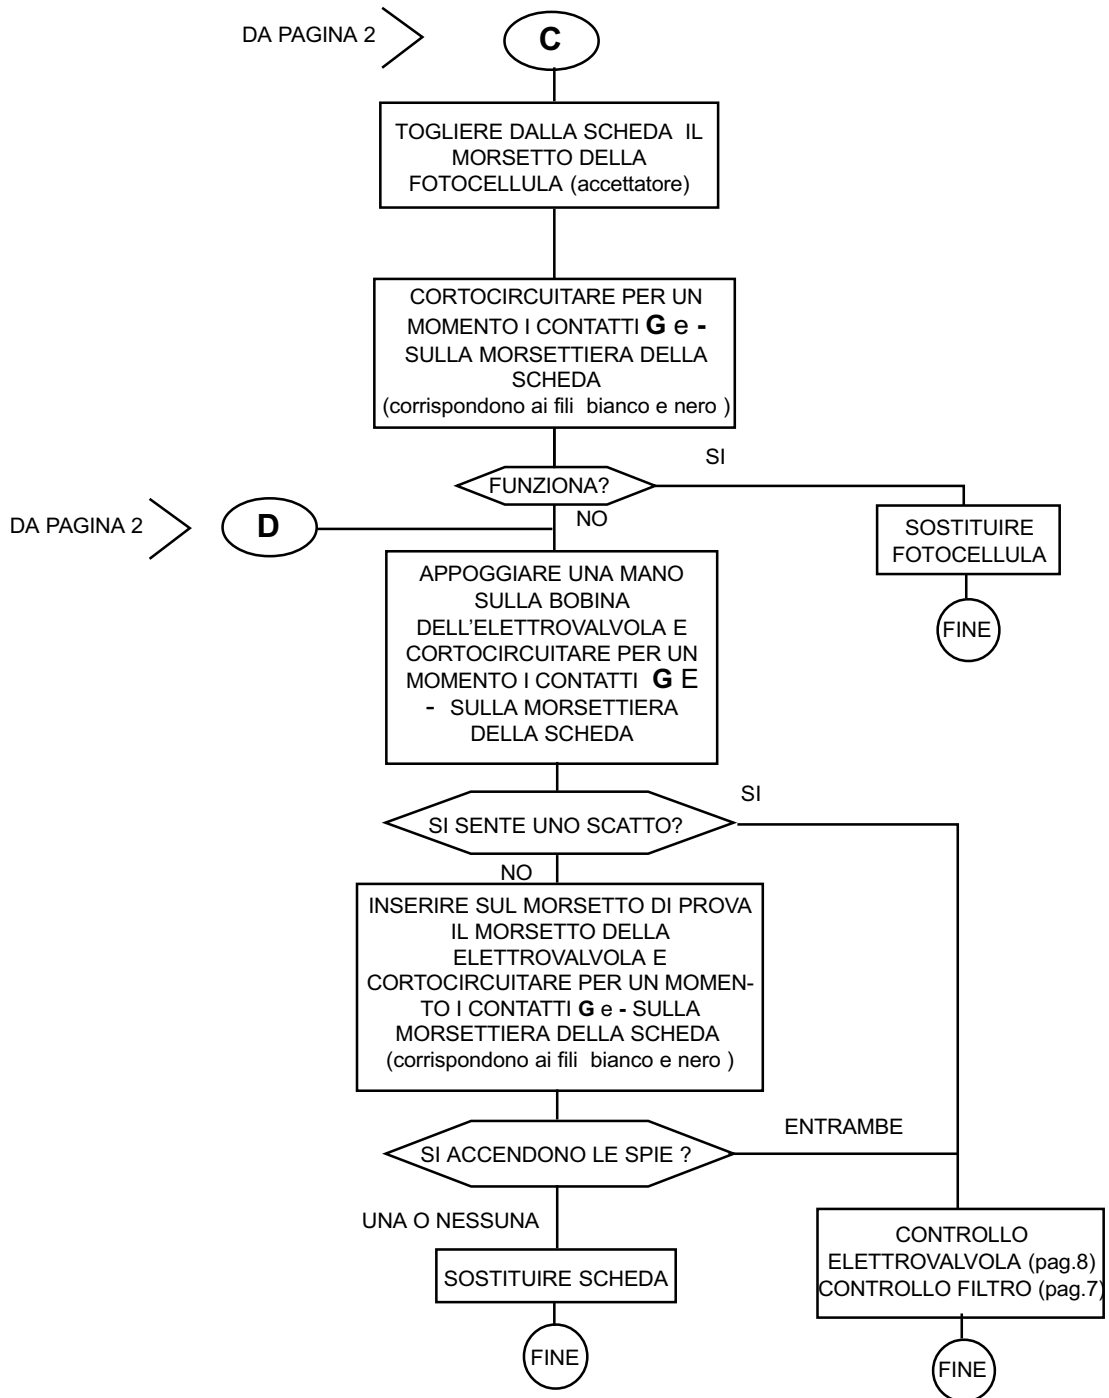 DA PAGINA 2
C
TOGLIERE DALLA SCHEDA IL
MORSETTO DELLA
FOTOCELLULA (accettatore)
CORTOCIRCUITARE PER UN
MOMENTO I CONTATTI G e -
SULLA MORSETTIERA DELLA
SCHEDA
(corrispondono ai fili bianco e nero )
SI
FUNZIONA?
NO
DA PAGINA 2
D
SOSTITUIRE
FOTOCELLULA
FINE
APPOGGIARE UNA MANO
SULLA BOBINA
DELL'ELETTROVALVOLA E
CORTOCIRCUITARE PER UN
MOMENTO I CONTATTI G E
- SULLA MORSETTIERA
DELLA SCHEDA
SI
SI SENTE UNO SCATTO?
NO
INSERIRE SUL MORSETTO DI PROVA
IL MORSETTO DELLA
ELETTROVALVOLA E
CORTOCIRCUITARE PER UN MOMEN-
TO I CONTATTI G e - SULLA
MORSETTIERA DELLA SCHEDA
(corrispondono ai fili bianco e nero )
ENTRAMBE
SI ACCENDONO LE SPIE ?
UNA O NESSUNA
SOSTITUIRE SCHEDA
FINE
CONTROLLO
ELETTROVALVOLA (pag.8)
CONTROLLO FILTRO (pag.7)
FINE